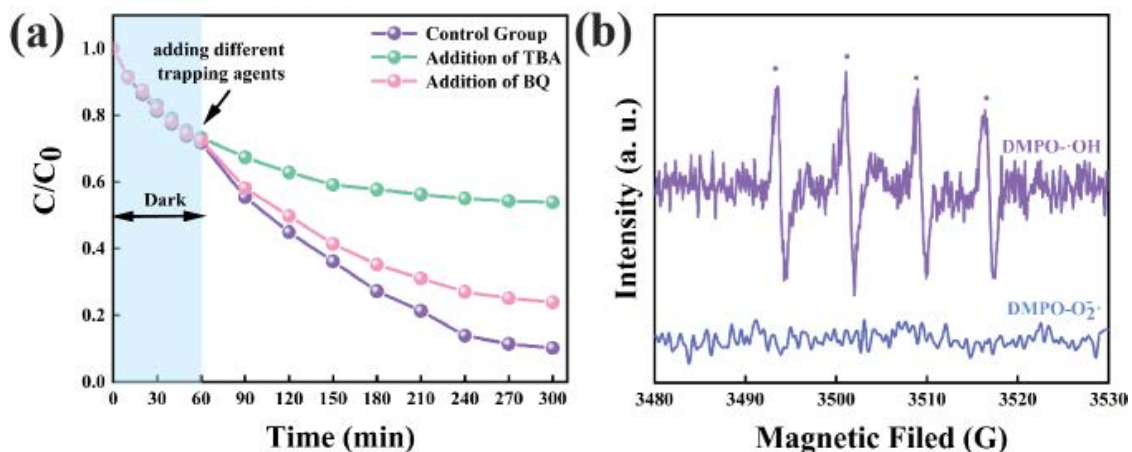 (a)
adding different
trapping agents
Control Group
Addition of TBA
Addition of BQ
Dark
C/C0
1.0
0.8
0.6
0.4
0.2
0.0
0 30 60 90 120 150 180 210 240 270 300
Time (min)
(b)
DMPO-·OH
DMPO-O2-·
Intensity (a. u.)
3480 3490 3500 3510 3520 3530
Magnetic Filed (G)